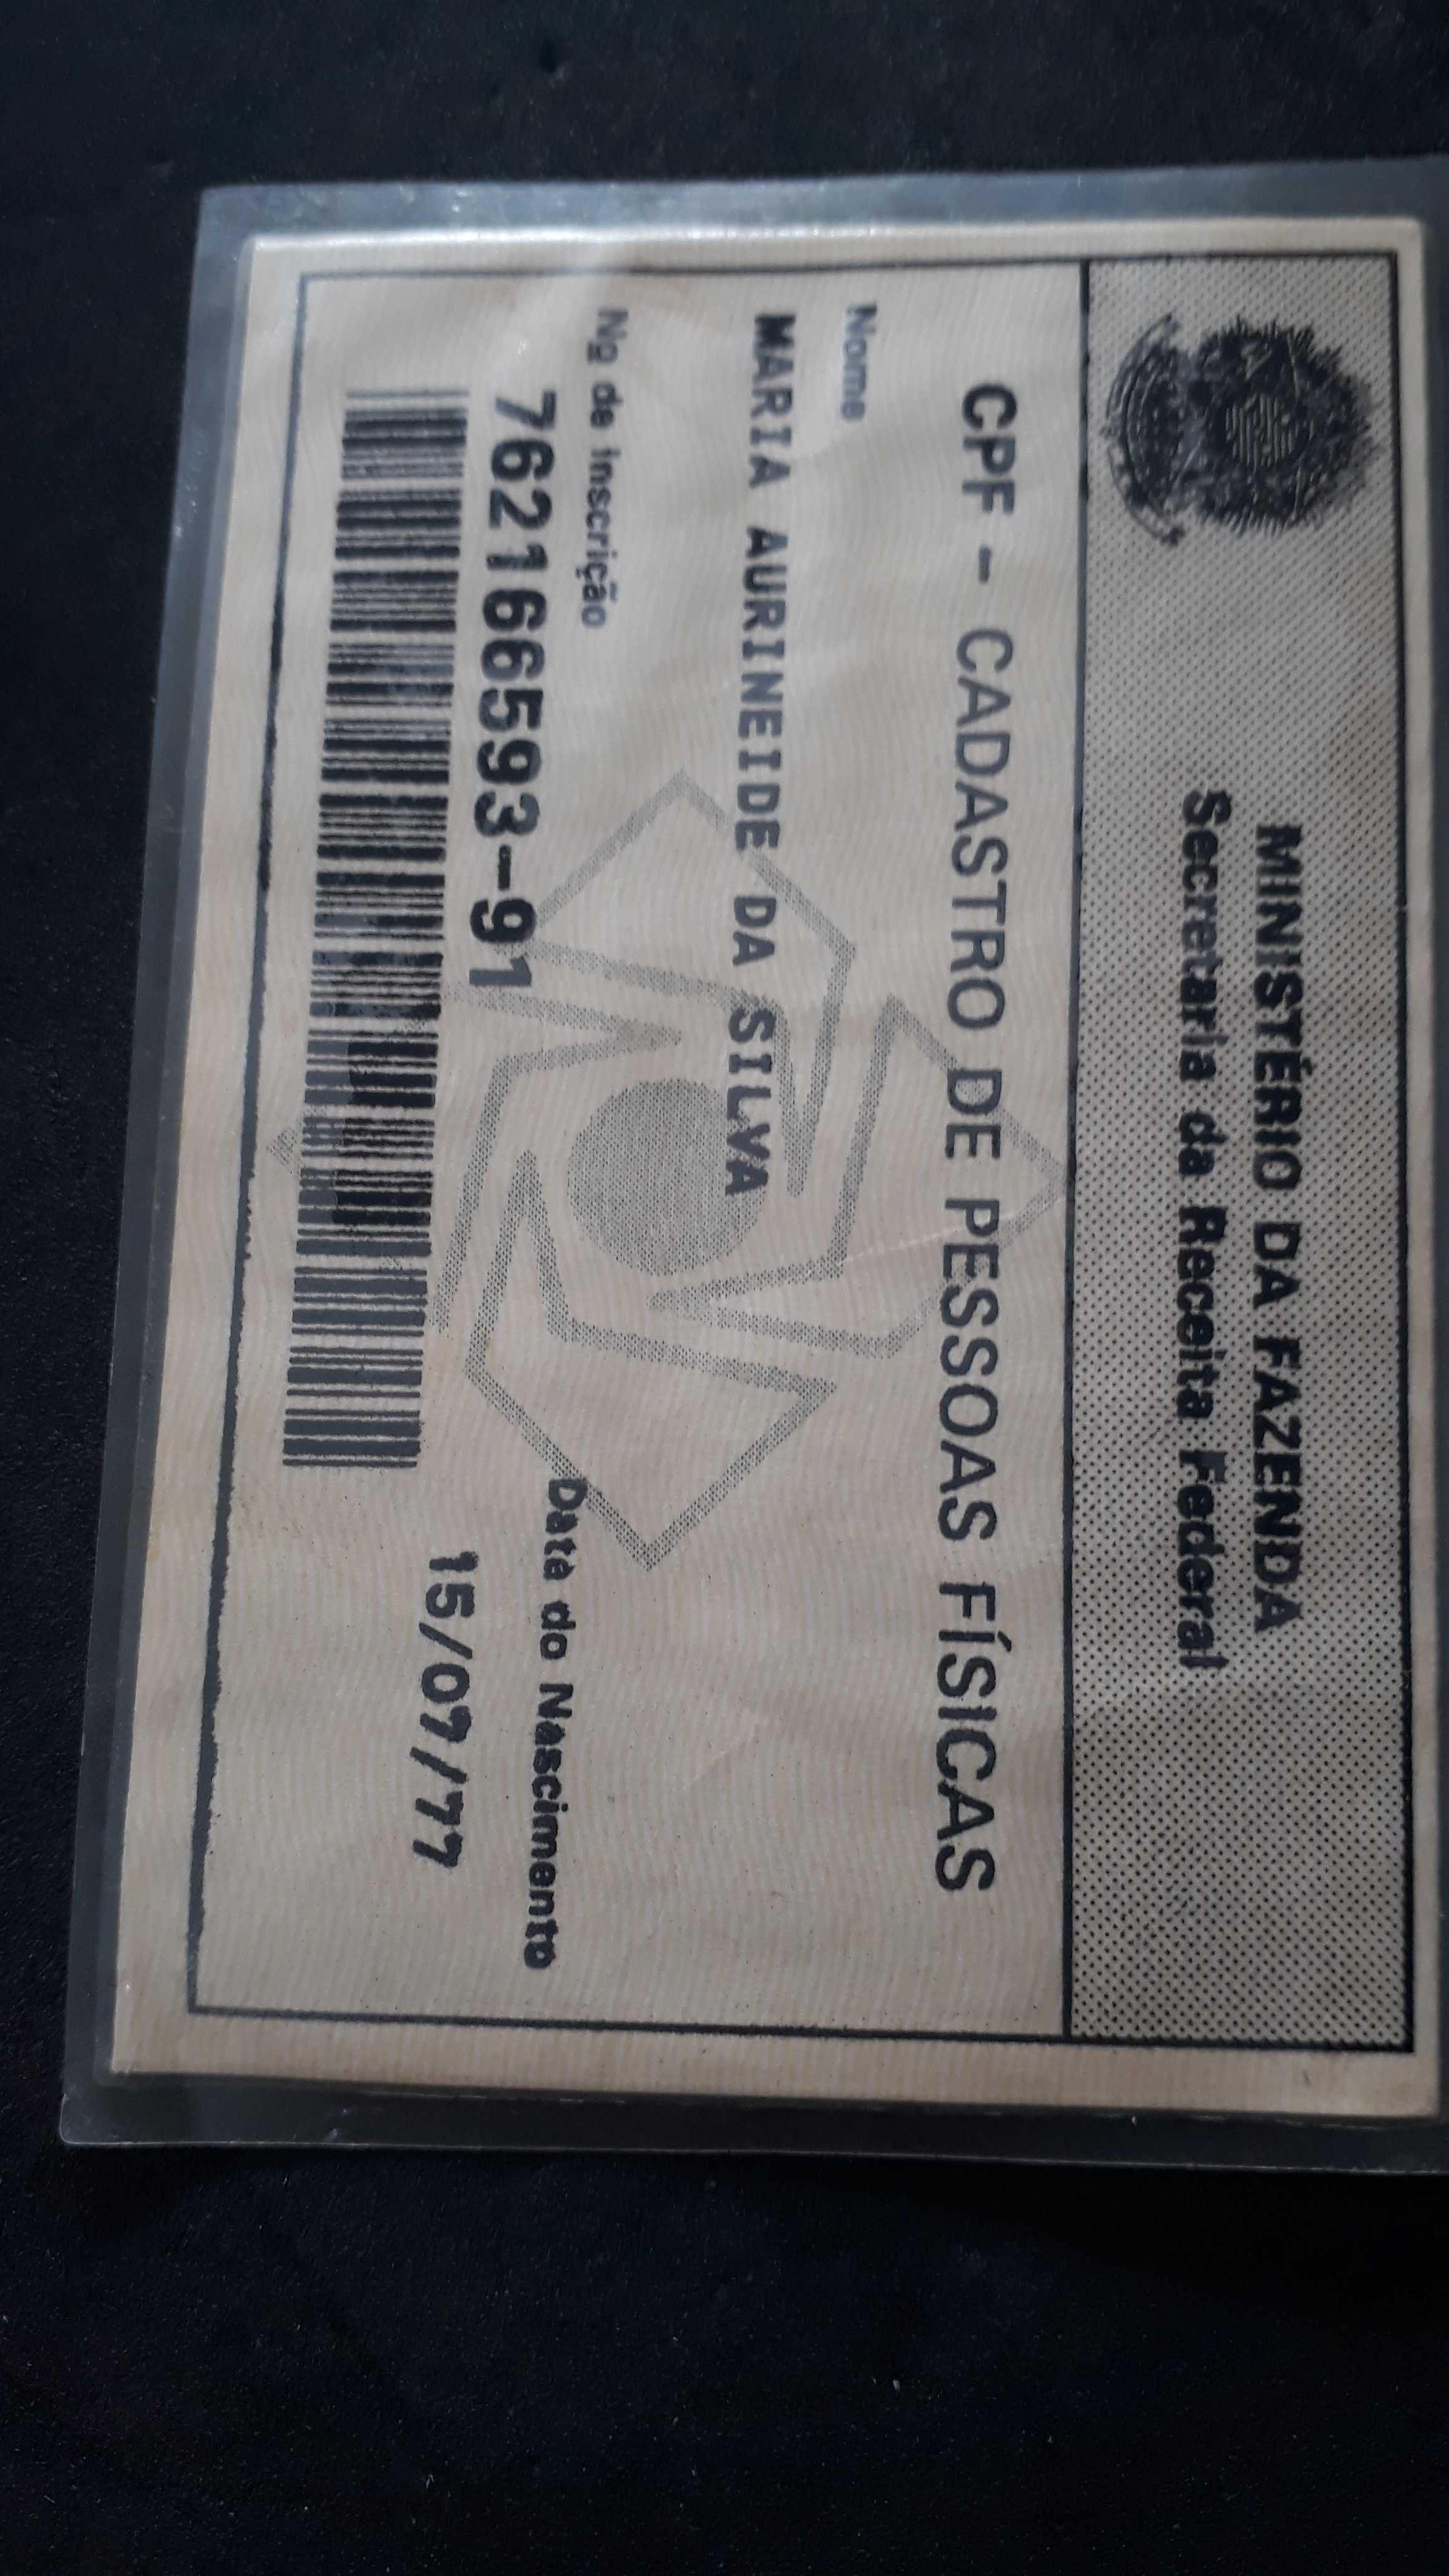 MINISTÉRIO DA FAZENDA
Secretaria da Receita Federal
CPF - CADASTRO DE PESSOAS FÍSICAS
Nome
MARIA AURINEIDE DA SILVA
Nº de inscrição
762166593-91
Data do Nascimento
15/07/77